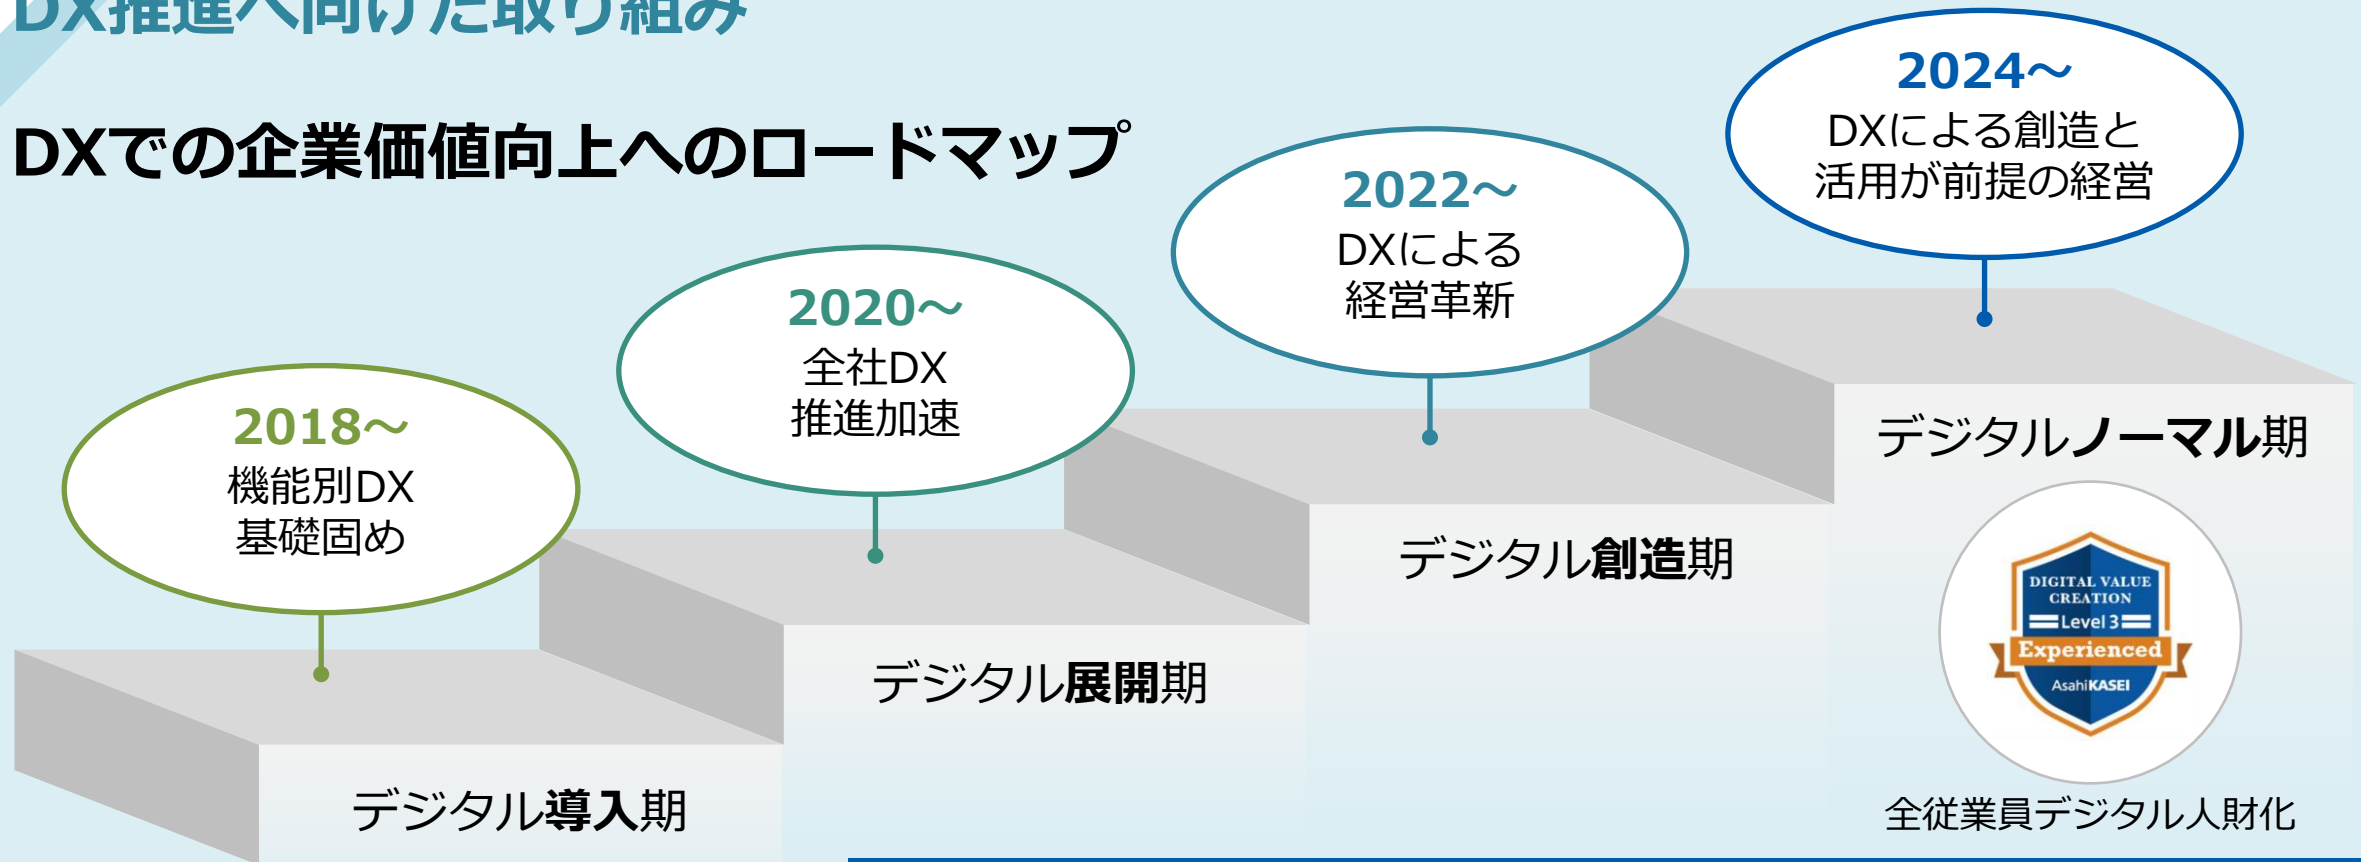 DX推進へ向けた取り組み
DXでの企業価値向上へのロードマップ
2018～
機能別DX
基礎固め
デジタル導入期
2020～
全社DX
推進加速
デジタル展開期
2022～
DXによる
経営革新
デジタル創造期
2024～
DXによる創造と
活用が前提の経営
デジタルノーマル期
DIGITAL VALUE
CREATION
Level 3
Experienced
AsahiKASEI
全従業員デジタル人財化